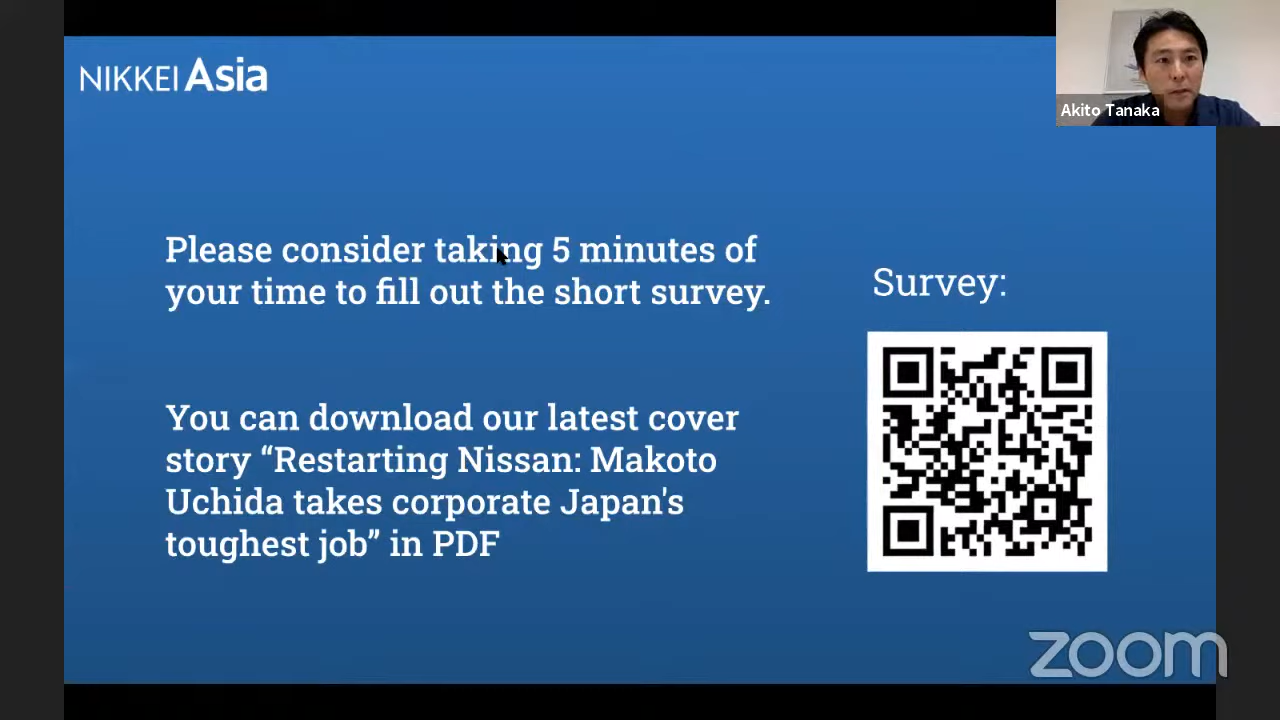 NIKKEI Asia
Akito Tanaka
Please consider taking 5 minutes of
your time to fill out the short survey.
Survey:
You can download our latest cover
story “Restarting Nissan: Makoto
Uchida takes corporate Japan's
toughest job” in PDF
zoom